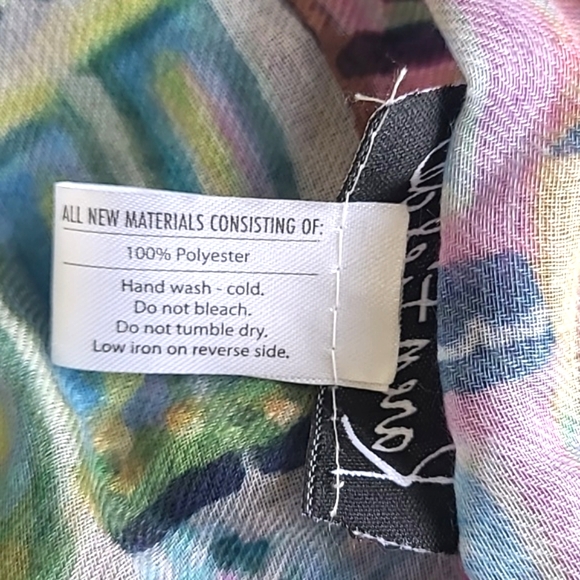 ALL NEW MATERIALS CONSISTING OF:
100% Polyester
Hand wash - cold.
Do not bleach.
Do not tumble dry.
Low iron on reverse side.